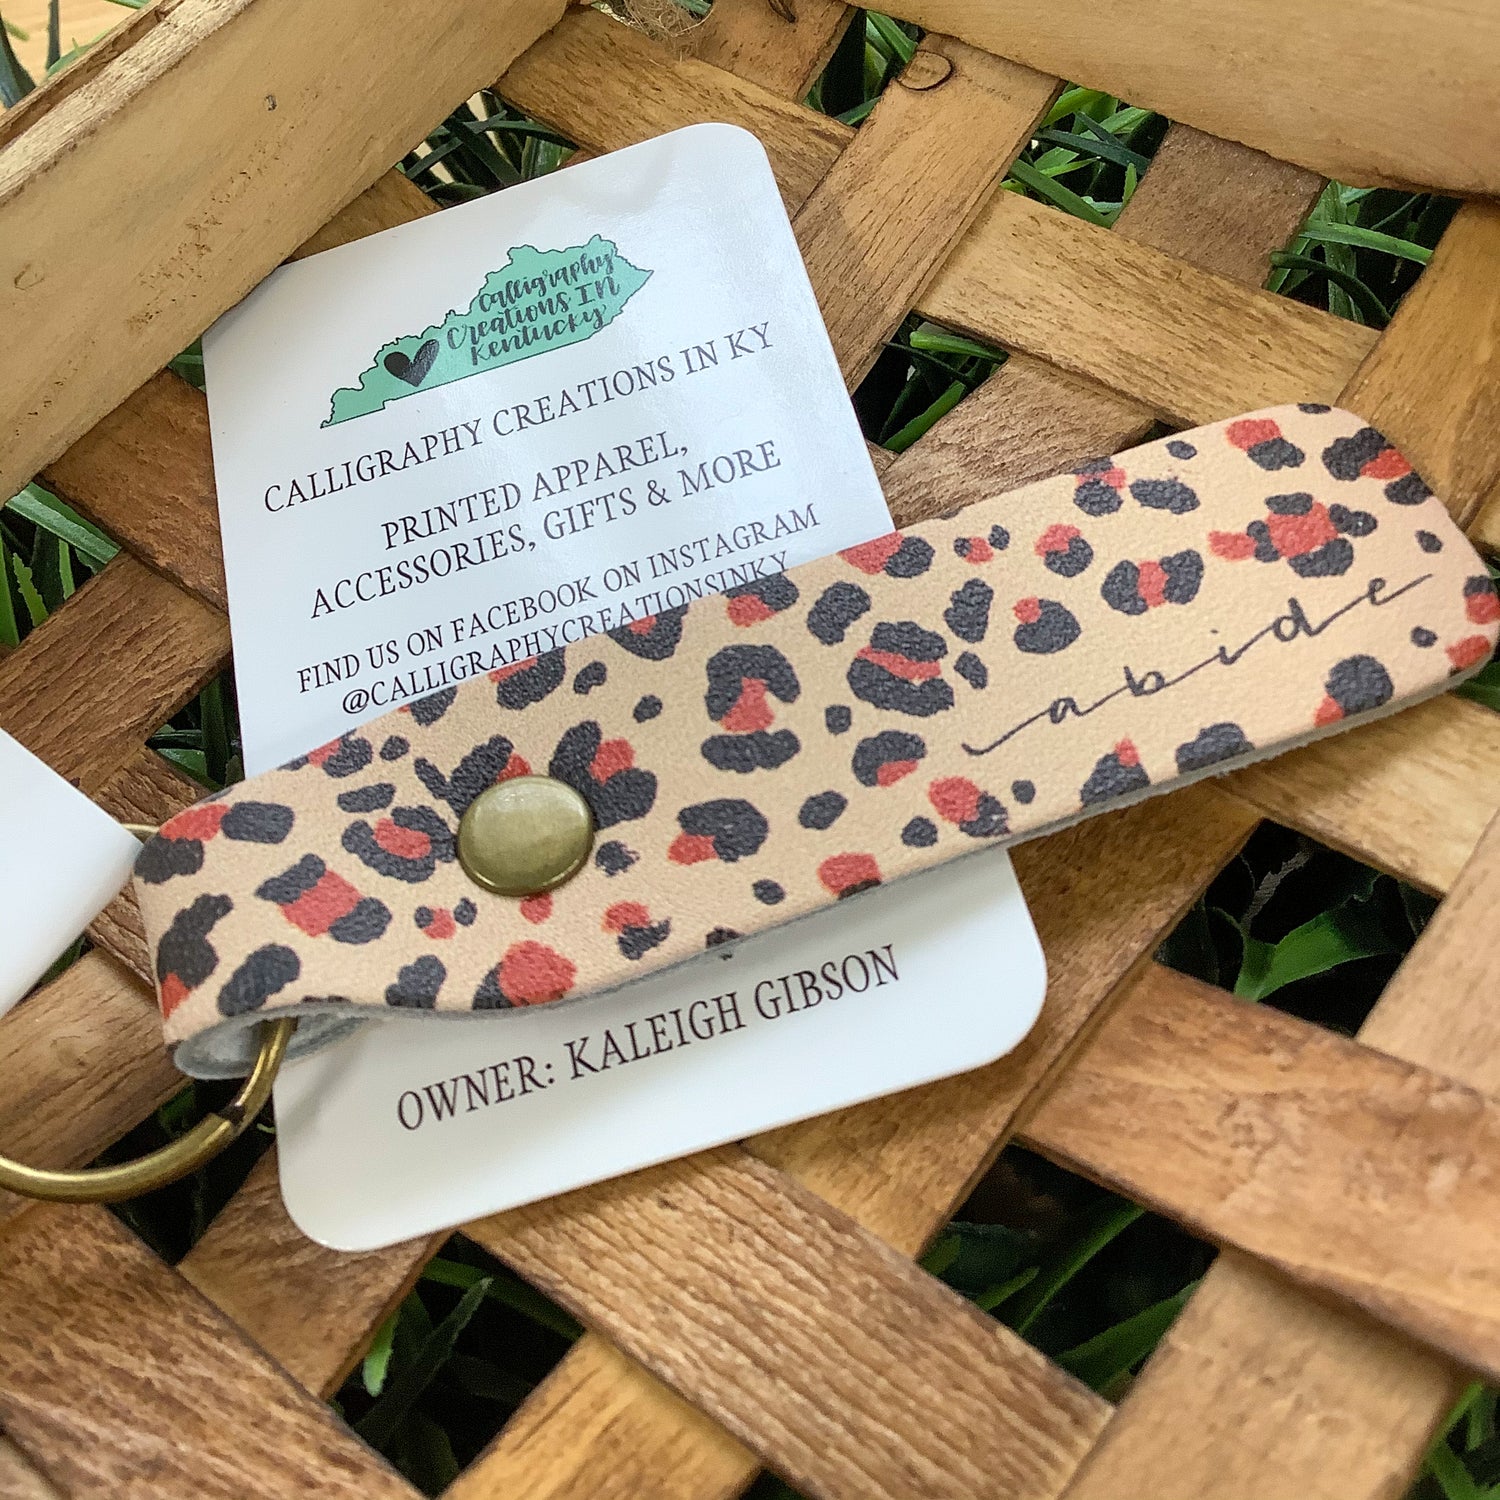 Calligraphy
Creations IN
Kentucky
CALLIGRAPHY CREATIONS IN KY
PRINTED APPAREL,
ACCESSORIES, GIFTS & MORE
FIND US ON FACEBOOK ON INSTAGRAM
@CALLIGRAPHYCREATIONSINKY
abide
OWNER: KALEIGH GIBSON